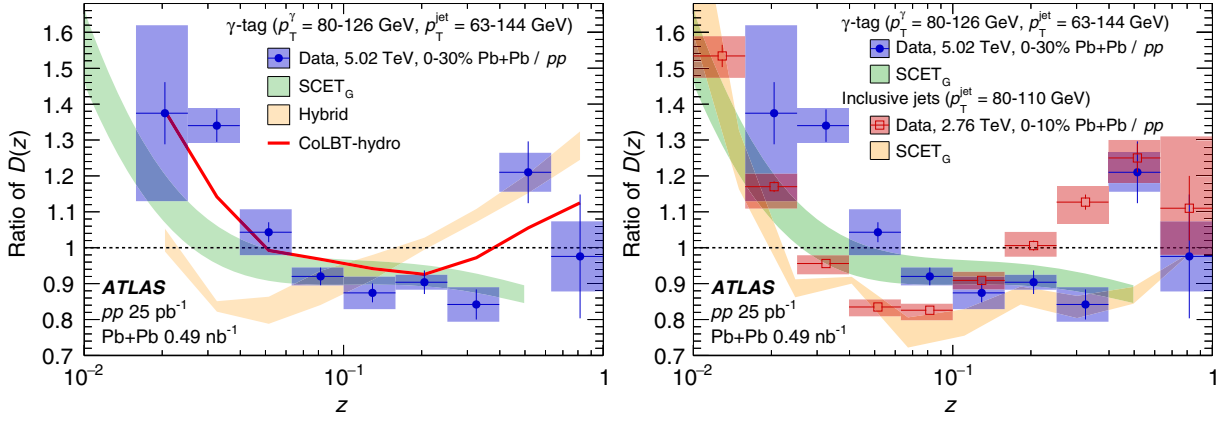 γ-tag (p_T^γ = 80-126 GeV, p_T^jet = 63-144 GeV)
Data, 5.02 TeV, 0-30% Pb+Pb / pp
SCET_G
Hybrid
CoLBT-hydro
ATLAS
pp 25 pb⁻¹
Pb+Pb 0.49 nb⁻¹
Ratio of D(z)
1.6
1.5
1.4
1.3
1.2
1.1
1
0.9
0.8
0.7
10⁻²
10⁻¹
1
z
γ-tag (p_T^γ = 80-126 GeV, p_T^jet = 63-144 GeV)
Data, 5.02 TeV, 0-30% Pb+Pb / pp
SCET_G
Inclusive jets (p_T^jet = 80-110 GeV)
Data, 2.76 TeV, 0-10% Pb+Pb / pp
SCET_G
ATLAS
pp 25 pb⁻¹
Pb+Pb 0.49 nb⁻¹
Ratio of D(z)
1.6
1.5
1.4
1.3
1.2
1.1
1
0.9
0.8
0.7
10⁻²
10⁻¹
1
z